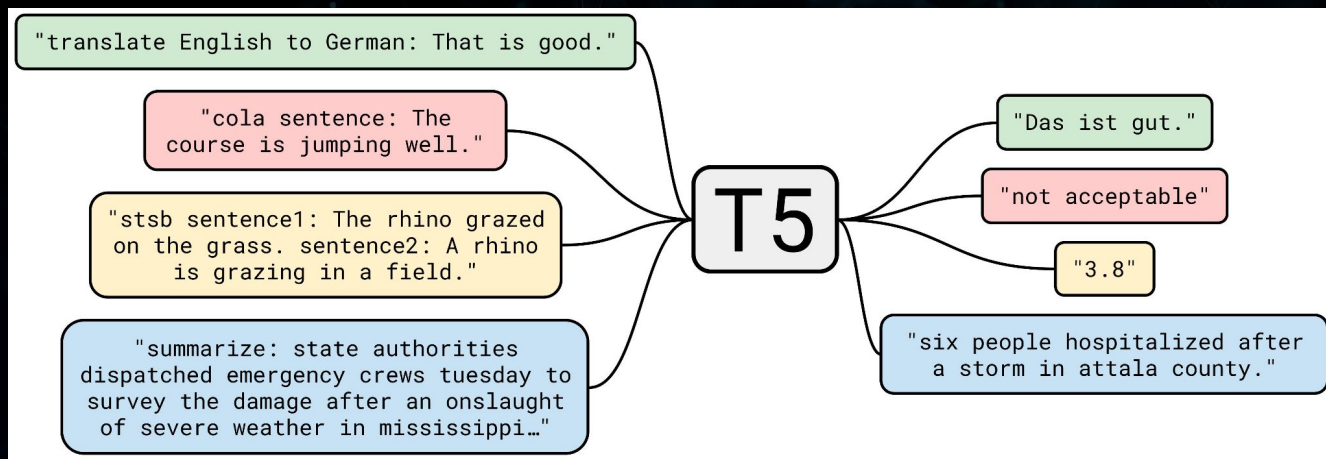 "translate English to German: That is good."
"cola sentence: The
course is jumping well."
"stsb sentence1: The rhino grazed
on the grass. sentence2: A rhino
is grazing in a field."
"summarize: state authorities
dispatched emergency crews tuesday to
survey the damage after an onslaught
of severe weather in mississippi…"
T5
"Das ist gut."
"not acceptable"
"3.8"
"six people hospitalized after
a storm in attala county."